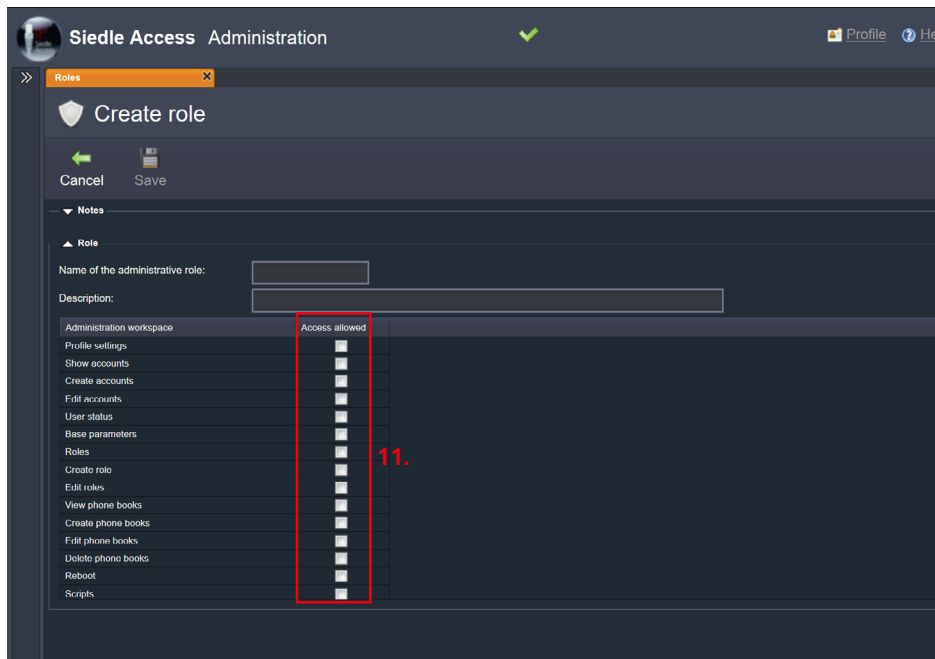 Siedle Access Administration
Profile
He
Roles
Create role
Cancel
Save
Notes
Role
Name of the administrative role:
Description:
Administration workspace Access allowed
Profile settings
Show accounts
Create accounts
Edit accounts
User status
Base parameters
Roles
11.
Create role
Edit roles
View phone books
Create phone books
Edit phone books
Delete phone books
Reboot
Scripts